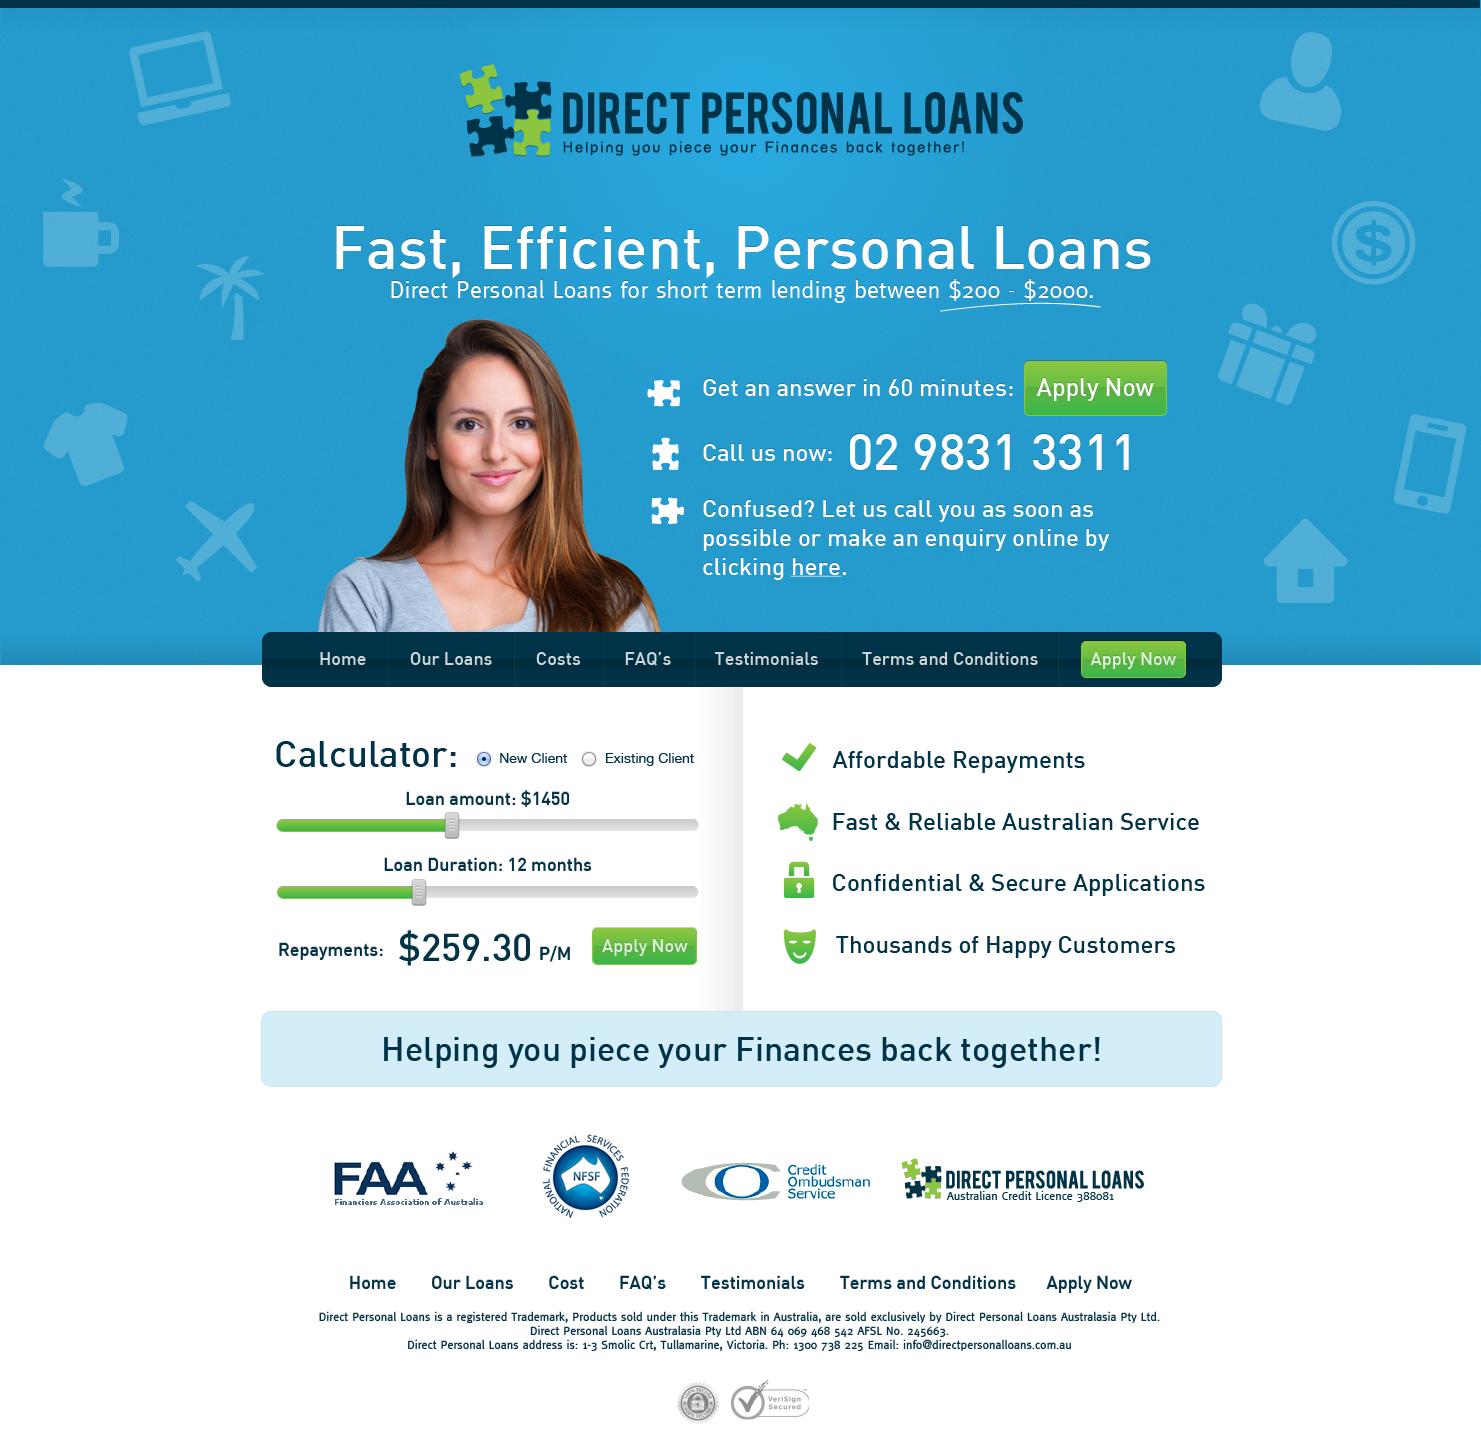 DIRECT PERSONAL LOANS
Helping you piece your Finances back together!
Fast, Efficient, Personal Loans
Direct Personal Loans for short term lending between $200 - $2000.
Get an answer in 60 minutes: Apply Now
Call us now: 02 9831 3311
Confused? Let us call you as soon as
possible or make an enquiry online by
clicking here.
Home Our Loans Costs FAQ's Testimonials Terms and Conditions Apply Now
Calculator: New Client Existing Client
Loan amount: $1450
Loan Duration: 12 months
Repayments: $259.30 P/M Apply Now
Affordable Repayments
Fast & Reliable Australian Service
Confidential & Secure Applications
Thousands of Happy Customers
Helping you piece your Finances back together!
FAA
Financiers Association of Australia
NATIONAL FINANCIAL SERVICES FEDERATION
NFSF
Credit
Ombudsman
Service
DIRECT PERSONAL LOANS
Australian Credit Licence 388081
Home Our Loans Cost FAQ's Testimonials Terms and Conditions Apply Now
Direct Personal Loans is a registered Trademark, Products sold under this Trademark in Australia, are sold exclusively by Direct Personal Loans Australasia Pty Ltd.
Direct Personal Loans Australasia Pty Ltd ABN 64 069 468 542 AFSL No. 245663.
Direct Personal Loans address is: 1-3 Smolic Crt, Tullamarine, Victoria. Ph: 1300 738 225 Email: info@directpersonalloans.com.au
VeriSign
Secured